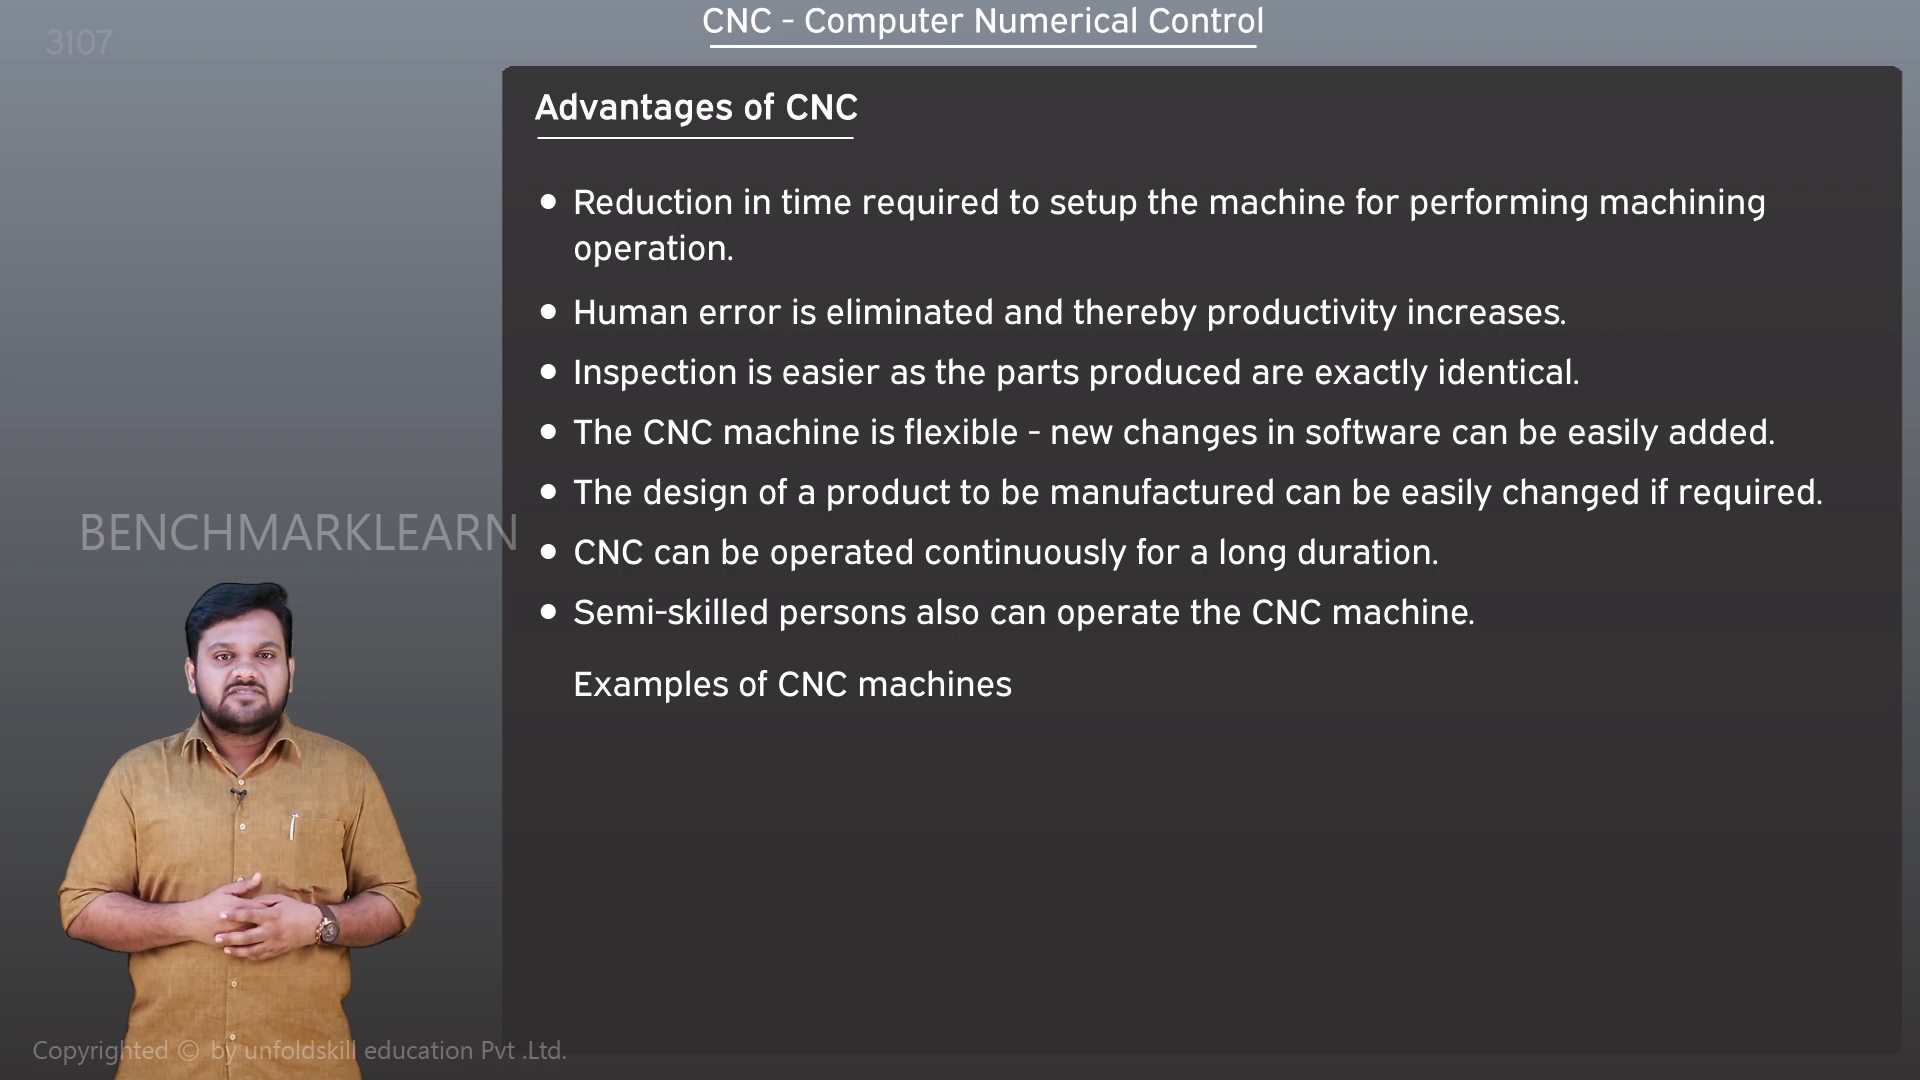 CNC - Computer Numerical Control
3107
Advantages of CNC
● Reduction in time required to setup the machine for performing machining
operation.
● Human error is eliminated and thereby productivity increases.
● Inspection is easier as the parts produced are exactly identical.
● The CNC machine is flexible - new changes in software can be easily added.
● The design of a product to be manufactured can be easily changed if required.
BENCHMARKLEARN
● CNC can be operated continuously for a long duration.
● Semi-skilled persons also can operate the CNC machine.
Examples of CNC machines
Copyrighted © by unfoldskill education Pvt .Ltd.